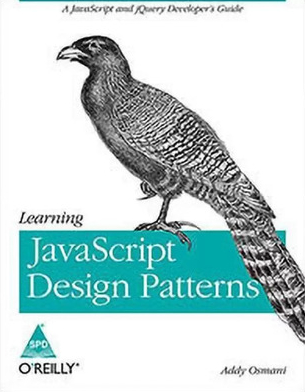 A JavaScript and jQuery Developer's Guide
Learning
JavaScript
Design Patterns
SPD
O'REILLY
Addy Osmani